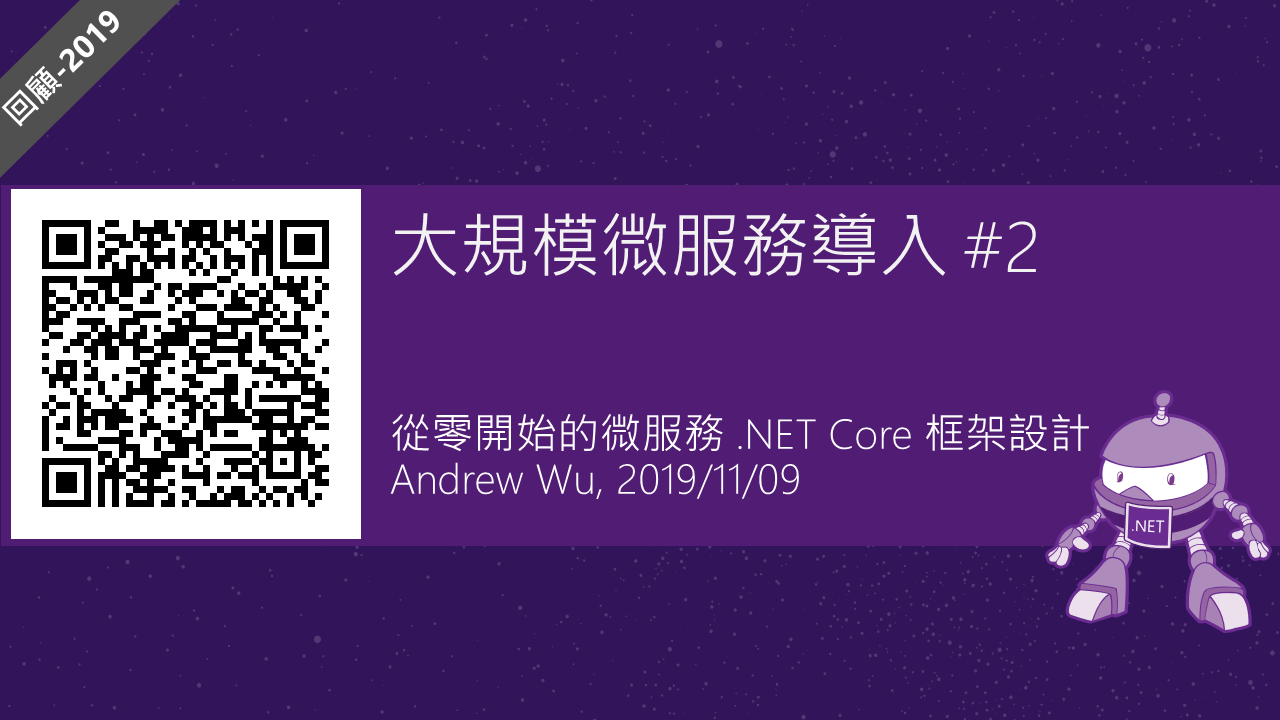 回顧-2019
大規模微服務導入 #2
從零開始的微服務 .NET Core 框架設計
Andrew Wu, 2019/11/09
.NET